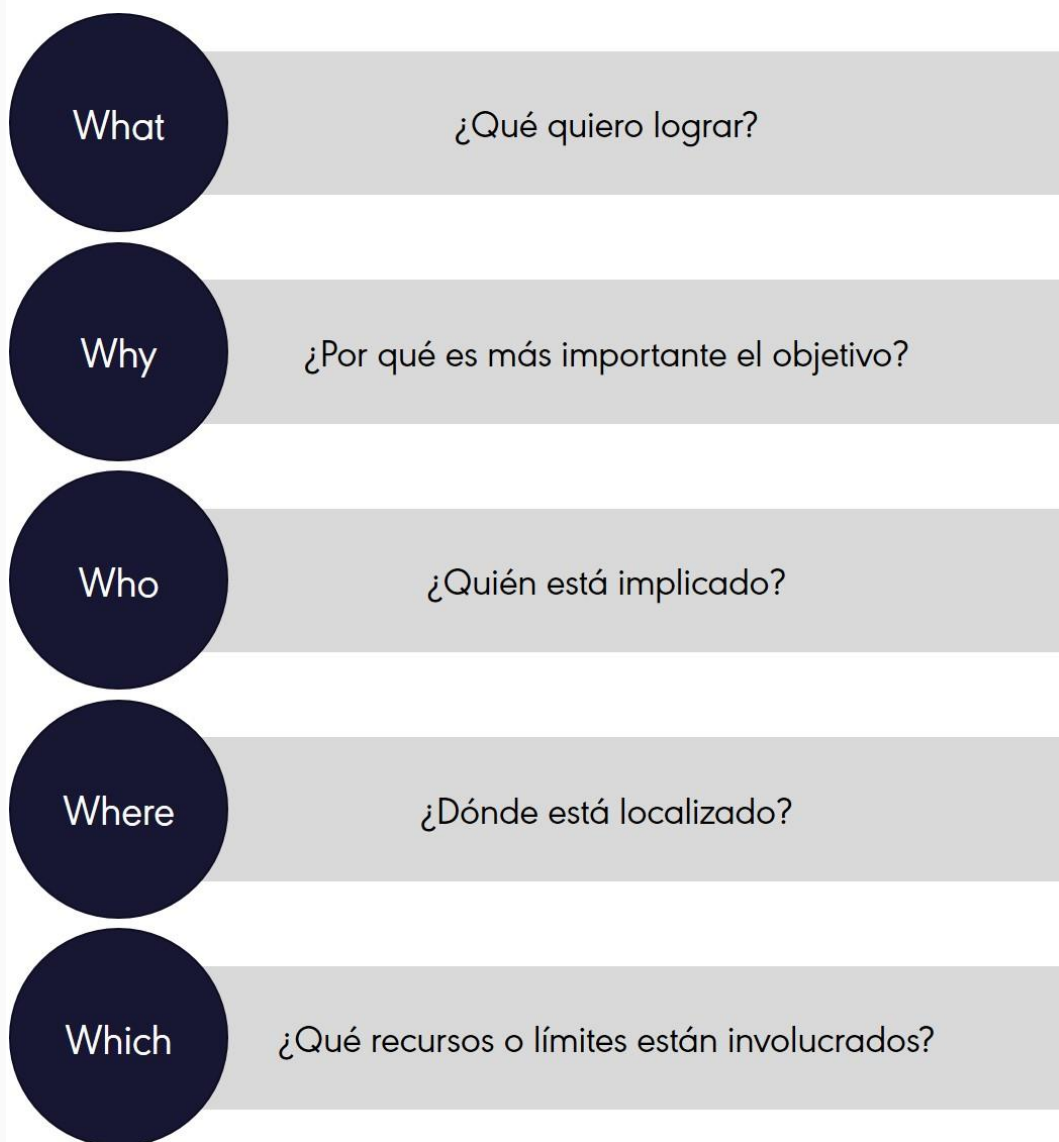 What
¿Qué quiero lograr?
Why
¿Por qué es más importante el objetivo?
Who
¿Quién está implicado?
Where
¿Dónde está localizado?
Which
¿Qué recursos o límites están involucrados?